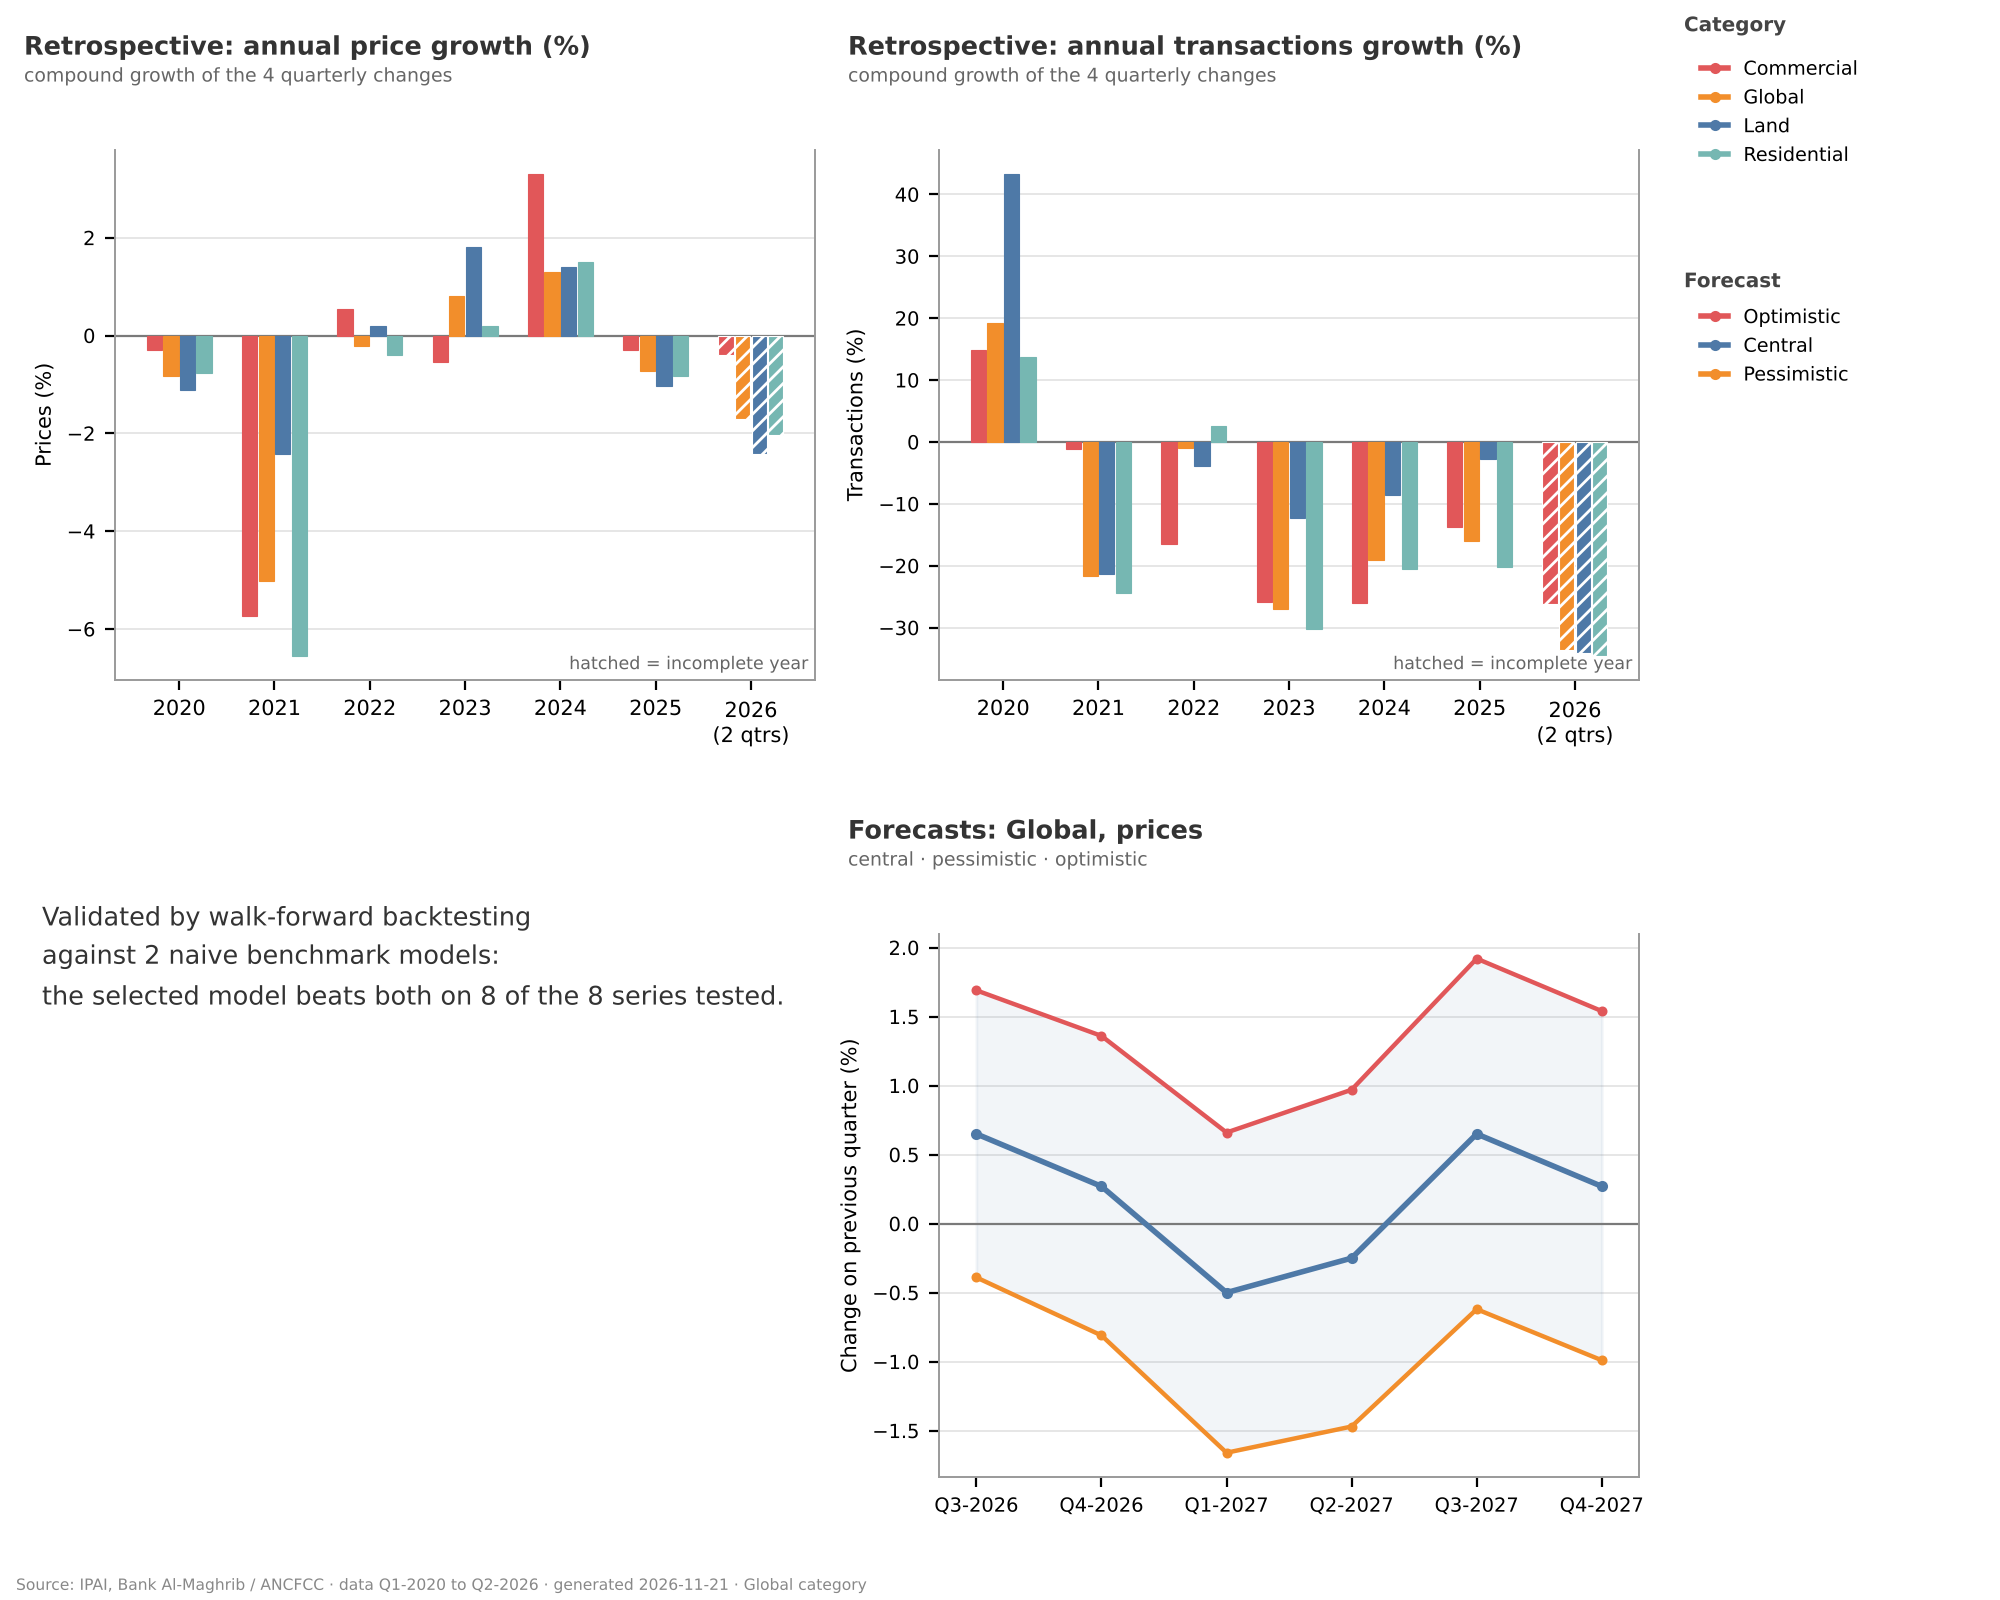 Retrospective: annual price growth (%)
compound growth of the 4 quarterly changes
Prices (%)
2
0
−2
−4
−6
hatched = incomplete year
2020
2021
2022
2023
2024
2025
2026
(2 qtrs)
Retrospective: annual transactions growth (%)
compound growth of the 4 quarterly changes
Transactions (%)
40
30
20
10
0
−10
−20
−30
hatched = incomplete year
2020
2021
2022
2023
2024
2025
2026
(2 qtrs)
Category
Commercial
Global
Land
Residential
Forecast
Optimistic
Central
Pessimistic
Validated by walk-forward backtesting
against 2 naive benchmark models:
the selected model beats both on 8 of the 8 series tested.
Forecasts: Global, prices
central · pessimistic · optimistic
Change on previous quarter (%)
2.0
1.5
1.0
0.5
0.0
−0.5
−1.0
−1.5
Q3-2026
Q4-2026
Q1-2027
Q2-2027
Q3-2027
Q4-2027
Source: IPAI, Bank Al-Maghrib / ANCFCC · data Q1-2020 to Q2-2026 · generated 2026-11-21 · Global category